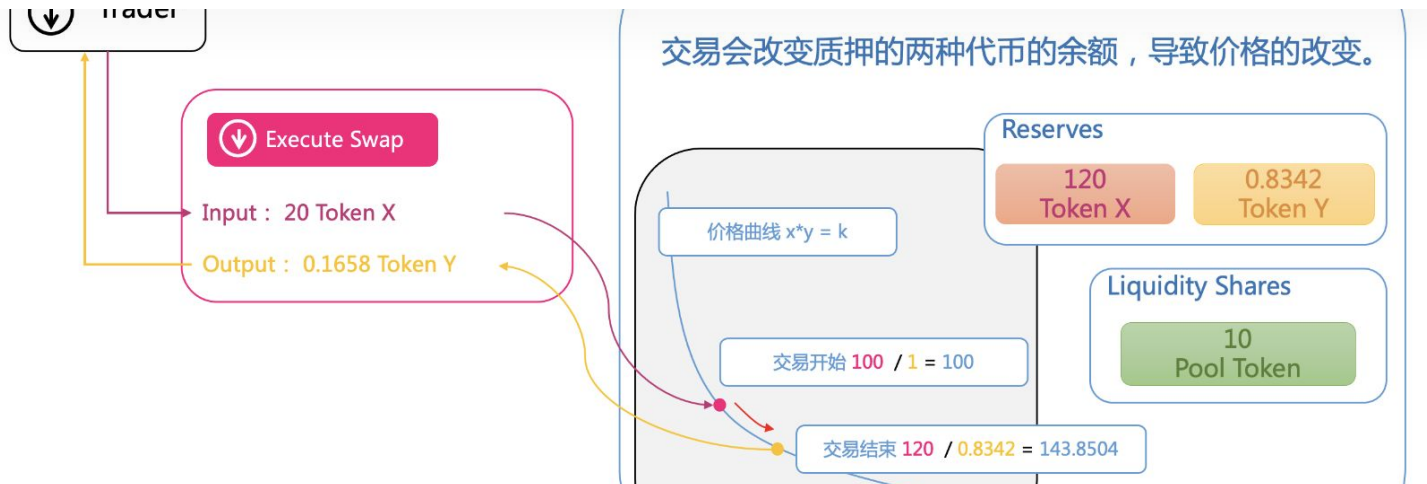 Trader
交易会改变质押的两种代币的余额，导致价格的改变。
Execute Swap
Input： 20 Token X
Output： 0.1658 Token Y
Reserves
120
Token X
0.8342
Token Y
价格曲线 x*y = k
Liquidity Shares
10
Pool Token
交易开始 100 / 1 = 100
交易结束 120 / 0.8342 = 143.8504